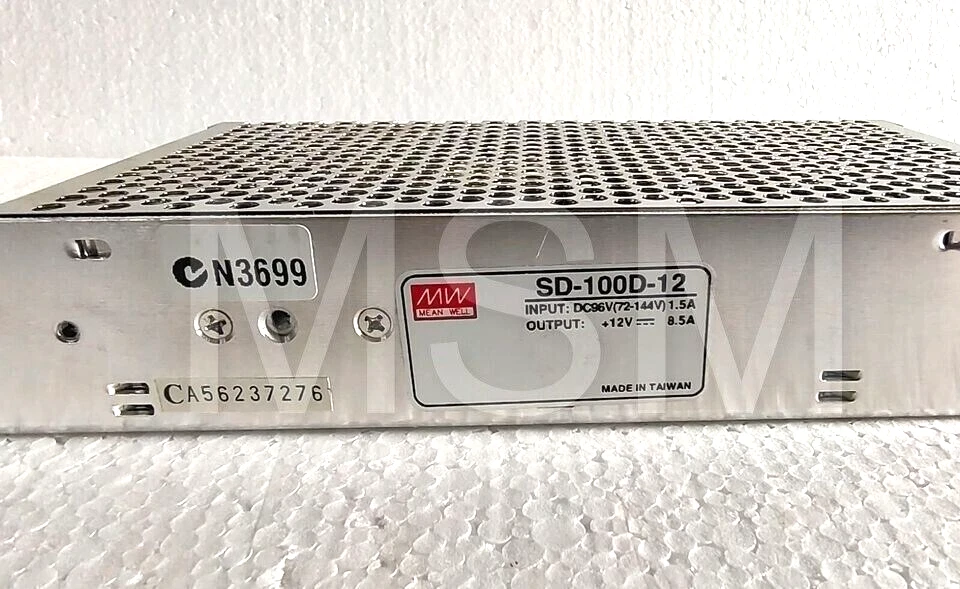 N3699
MW
MEAN WELL
SD-100D-12
INPUT: DC96V(72-144V) 1.5A
OUTPUT: +12V⎓ 8.5A
MADE IN TAIWAN
CA56237276
MSM